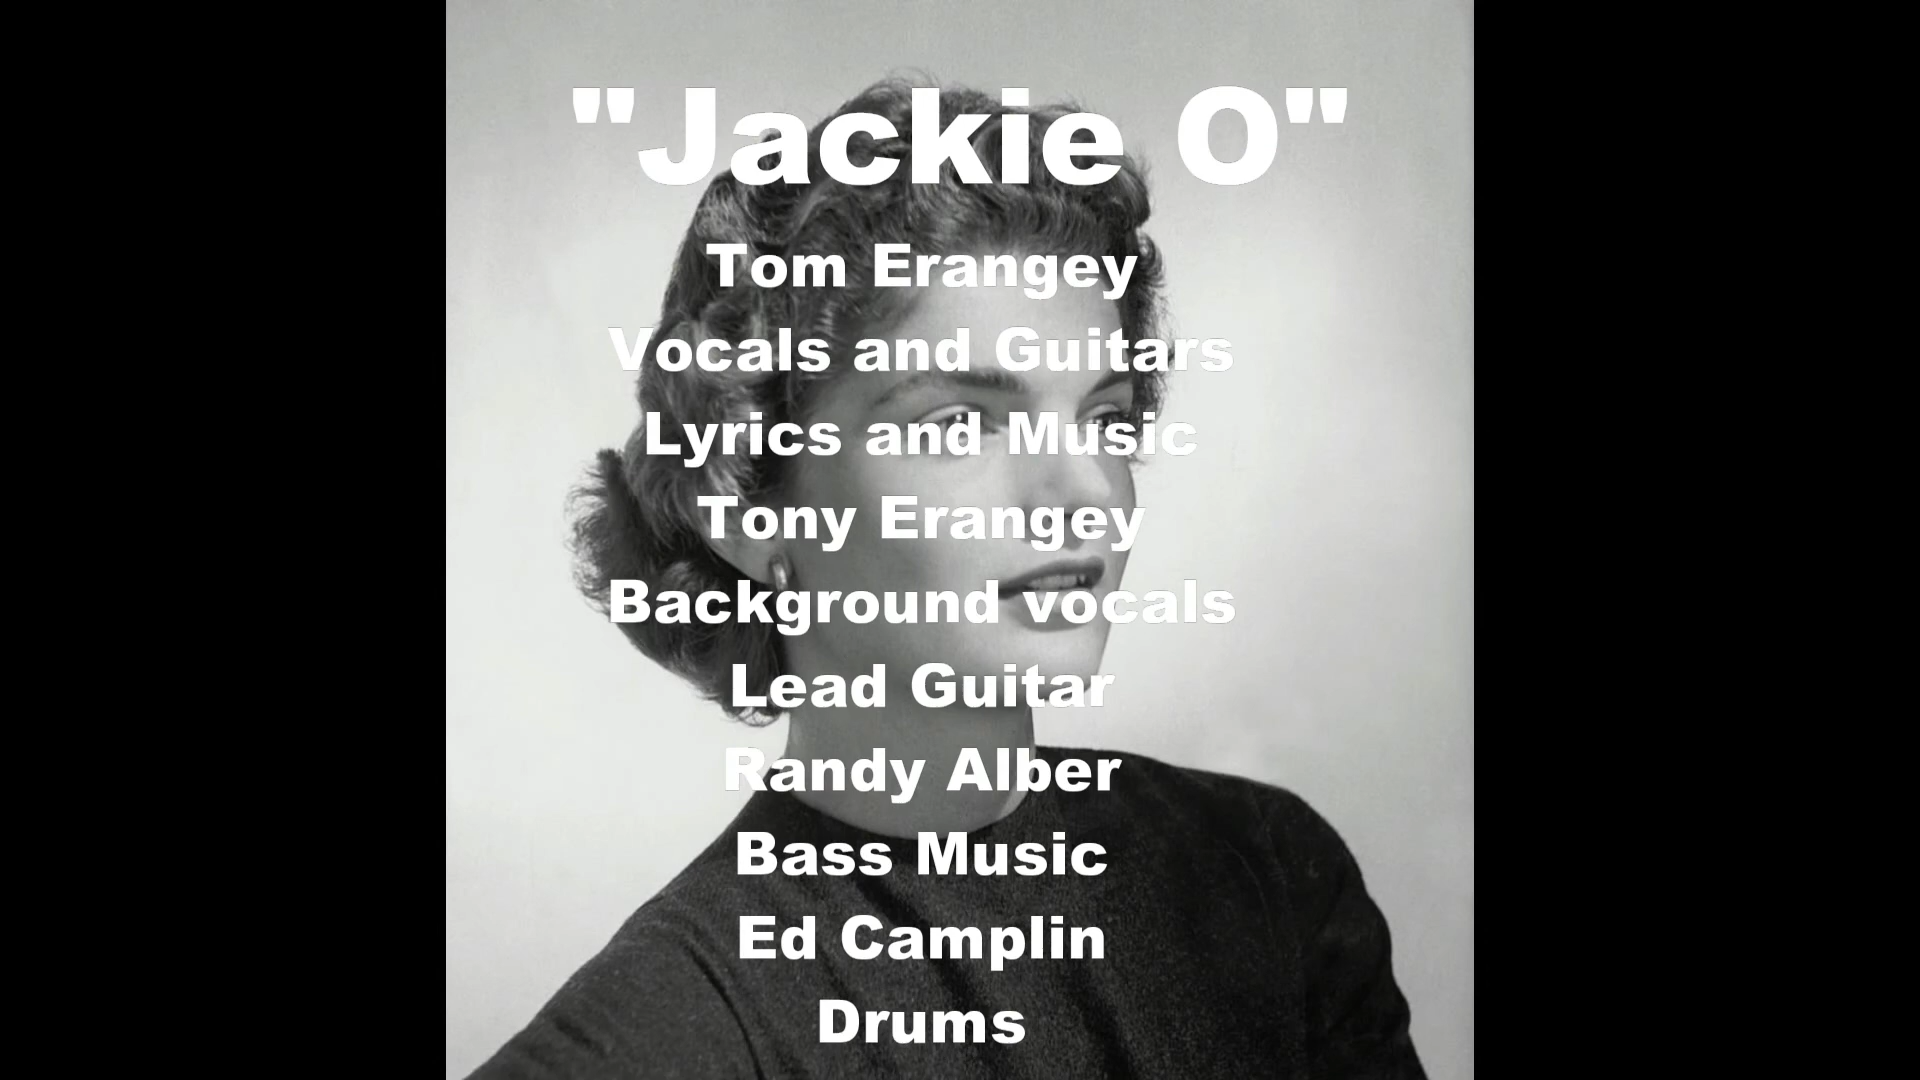 "Jackie O"
Tom Erangey
Vocals and Guitars
Lyrics and Music
Tony Erangey
Background vocals
Lead Guitar
Randy Alber
Bass Music
Ed Camplin
Drums